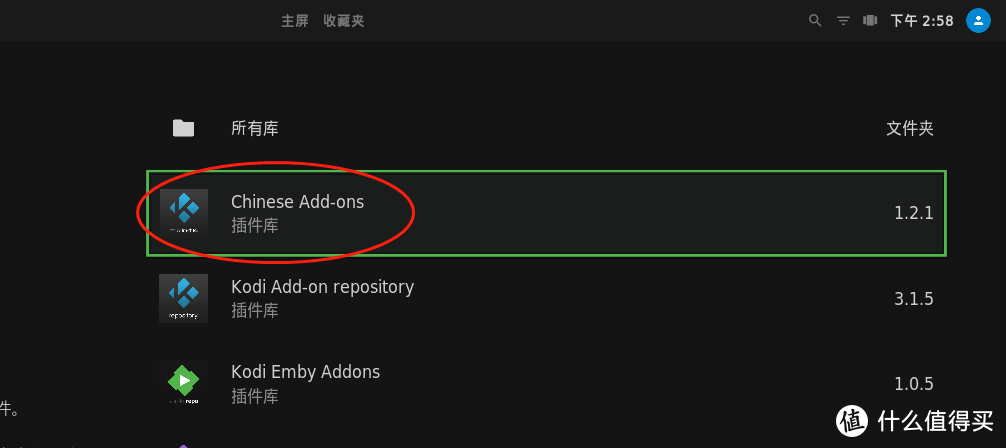 主屏 收藏夹
下午 2:58
所有库 文件夹
Chinese Add-ons
插件库
1.2.1
Kodi Add-on repository
插件库
3.1.5
repository
Kodi Emby Addons
插件库
1.0.5
件。
值 什么值得买